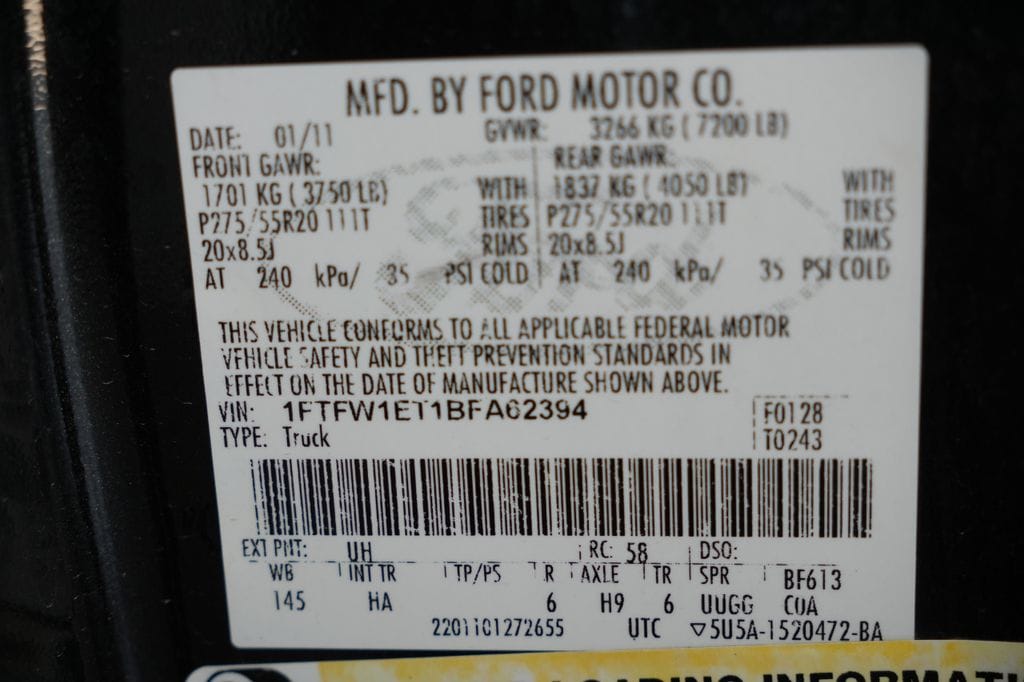 MFD. BY FORD MOTOR CO.
DATE: 01/11 GVWR: 3266 KG ( 7200 LB)
FRONT GAWR: REAR GAWR:
1701 KG ( 3750 LB) WITH 1837 KG ( 4050 LB) WITH
P275/55R20 111T TIRES P275/55R20 111T TIRES
20x8.5J RIMS 20x8.5J RIMS
AT 240 kPa/ 35 PSI COLD AT 240 kPa/ 35 PSI COLD
THIS VEHICLE CONFORMS TO ALL APPLICABLE FEDERAL MOTOR
VEHICLE SAFETY AND THEFT PREVENTION STANDARDS IN
EFFECT ON THE DATE OF MANUFACTURE SHOWN ABOVE.
VIN: 1FTFW1ET1BFA62394 F0128
TYPE: Truck T0243
EXT PNT: UH RC: 58 DSO:
WB INT TR TP/PS R AXLE TR SPR BF613
145 HA 6 H9 6 UUGG COA
2201101272655 UTC ▽5U5A-1520472-BA
LOADING INFORMATI